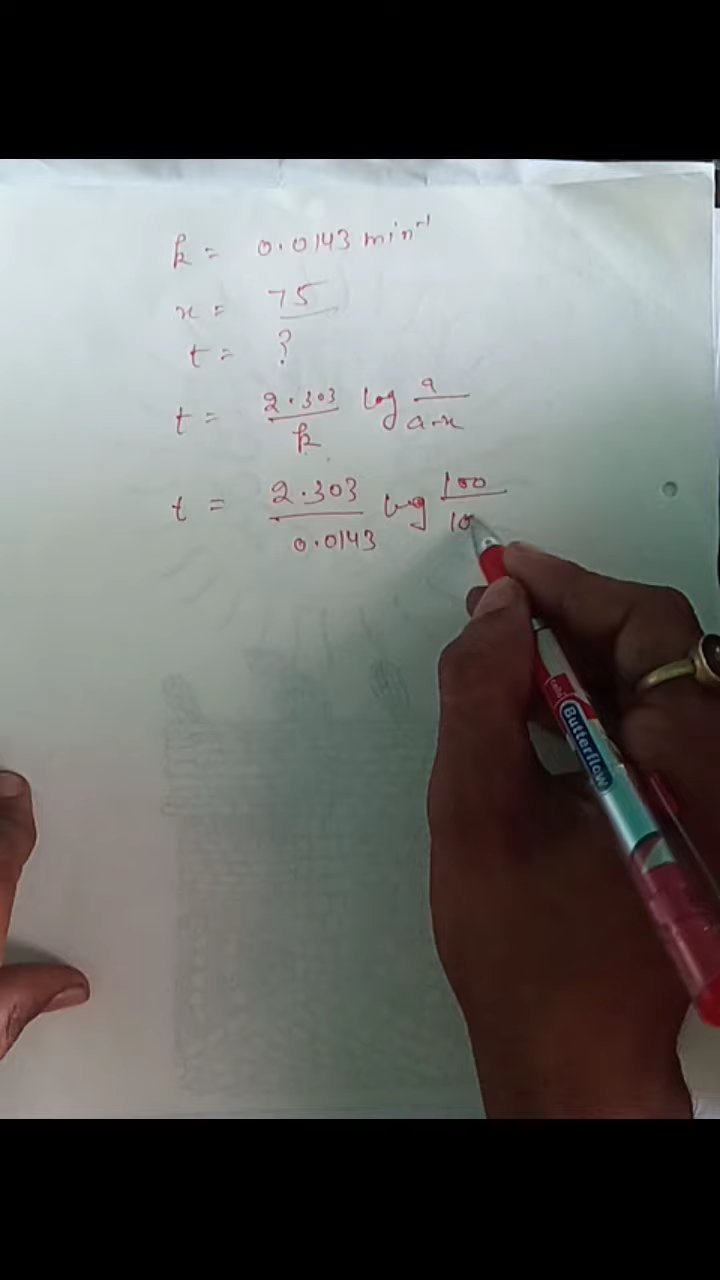 k = 0.0143 min⁻¹
x = 75
t = ?
t = 2.303/k log a/a-x
t = 2.303/0.0143 log 100/10
Butterflow